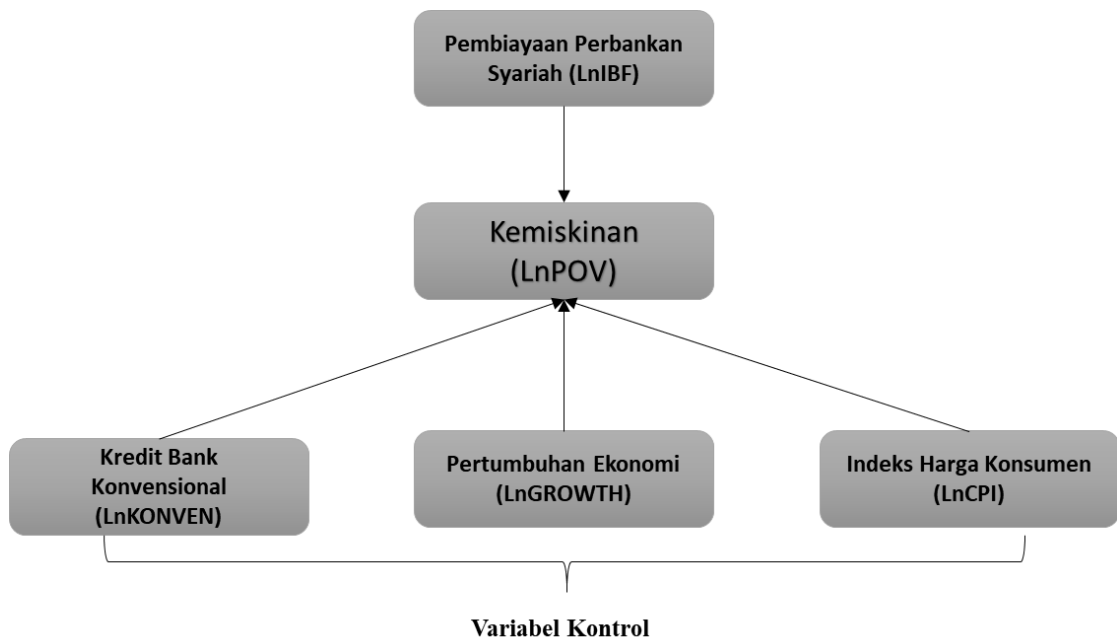 Pembiayaan Perbankan
Syariah (LnIBF)
Kemiskinan
(LnPOV)
Kredit Bank
Konvensional
(LnKONVEN)
Pertumbuhan Ekonomi
(LnGROWTH)
Indeks Harga Konsumen
(LnCPI)
Variabel Kontrol